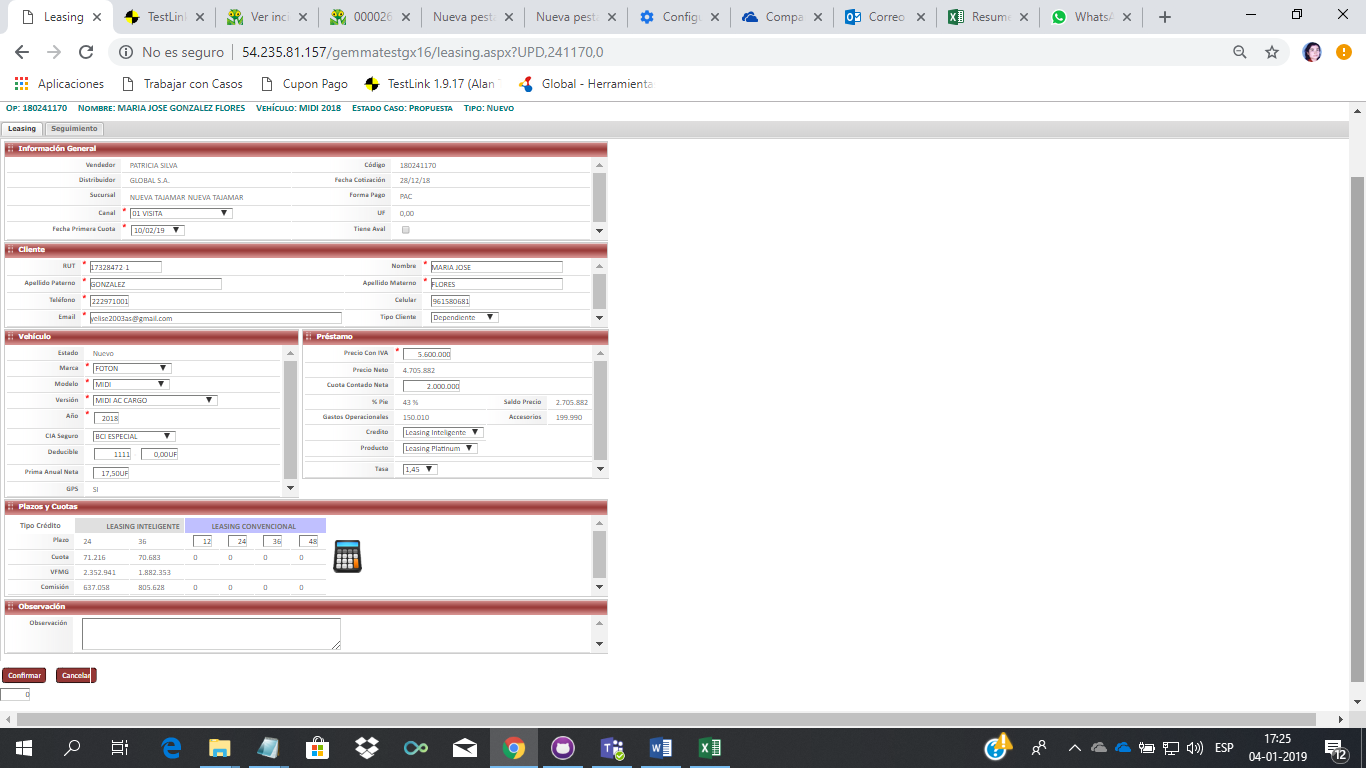 Leasing
TestLink
Ver inci
000026
Nueva pest
Nueva pest
Configu
Compa
Correo
Resume
WhatsA
No es seguro | 54.235.81.157/gemmatestgx16/leasing.aspx?UPD,241170,0
Aplicaciones Trabajar con Casos Cupon Pago TestLink 1.9.17 (Alan Global - Herramienta
OP: 180241170 NOMBRE: MARIA JOSE GONZALEZ FLORES VEHÍCULO: MIDI 2018 ESTADO CASO: PROPUESTA TIPO: NUEVO
Leasing Seguimiento
Información General
Vendedor PATRICIA SILVA Código 180241170
Distribuidor GLOBAL S.A. Fecha Cotización 28/12/18
Sucursal NUEVA TAJAMAR NUEVA TAJAMAR Forma Pago PAC
Canal * 01 VISITA UF 0,00
Fecha Primera Cuota * 10/02/19 Tiene Aval
Cliente
RUT * 17328472 1 Nombre * MARIA JOSE
Apellido Paterno * GONZALEZ Apellido Materno * FLORES
Teléfono * 222971001 Celular 961580681
Email * yelise2003as@gmail.com Tipo Cliente Dependiente
Vehículo
Estado Nuevo
Marca * FOTON
Modelo * MIDI
Versión * MIDI AC CARGO
Año * 2018
CIA Seguro BCI ESPECIAL
Deducible 1111 0,00UF
Prima Anual Neta 17,50UF
GPS SI
Préstamo
Precio Con IVA * 5.600.000
Precio Neto 4.705.882
Cuota Contado Neta 2.000.000
% Pie 43 % Saldo Precio 2.705.882
Gastos Operacionales 150.010 Accesorios 199.990
Credito Leasing Inteligente
Producto Leasing Platinum
Tasa 1,45
Plazos y Cuotas
Tipo Crédito LEASING INTELIGENTE LEASING CONVENCIONAL
Plazo 24 36 12 24 36 48
Cuota 71.216 70.683 0 0 0 0
VFMG 2.352.941 1.882.353
Comisión 637.058 805.628 0 0 0 0
Observación
Observación
Confirmar Cancelar
0
ESP
17:25
04-01-2019
12